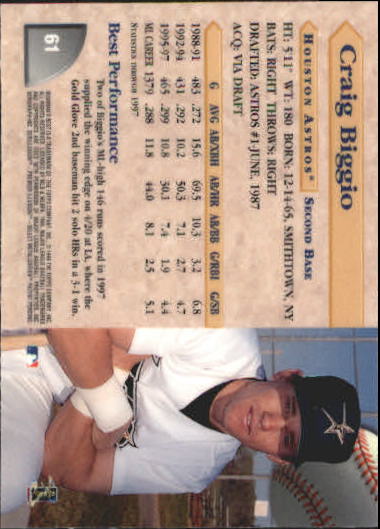 Craig Biggio
HOUSTON ASTROS® SECOND BASE
HT: 5'11" WT: 180 BORN: 12-14-65, SMITHTOWN, NY
BATS: RIGHT THROWS: RIGHT
DRAFTED: ASTROS #1-JUNE, 1987
ACQ: VIA DRAFT
G AVG AB/XBH AB/HR AB/BB G/RBI G/SB
1988-91 483 .272 15.6 69.5 10.3 3.2 6.8
1992-94 431 .292 10.2 50.3 7.1 2.7 4.7
1995-97 465 .299 10.8 30.1 7.4 1.9 4.4
ML CAREER 1379 .288 11.8 44.0 8.1 2.5 5.1
STATISTICS THROUGH 1997
Best Performance
Two of Biggio's ML-high 146 runs scored in 1997
supplied the winning edge on 4/20 at LA, where the
Gold Glove 2nd baseman hit 2 solo HRs in a 3-1 win.
61